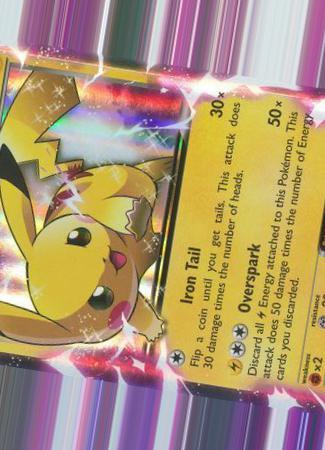 Iron Tail 30×
Flip a coin until you get tails. This attack does
30 damage times the number of heads.
Overspark 50×
Discard all Energy attached to this Pokémon. This
attack does 50 damage times the number of Energy
cards you discarded.
weakness
×2
resistance